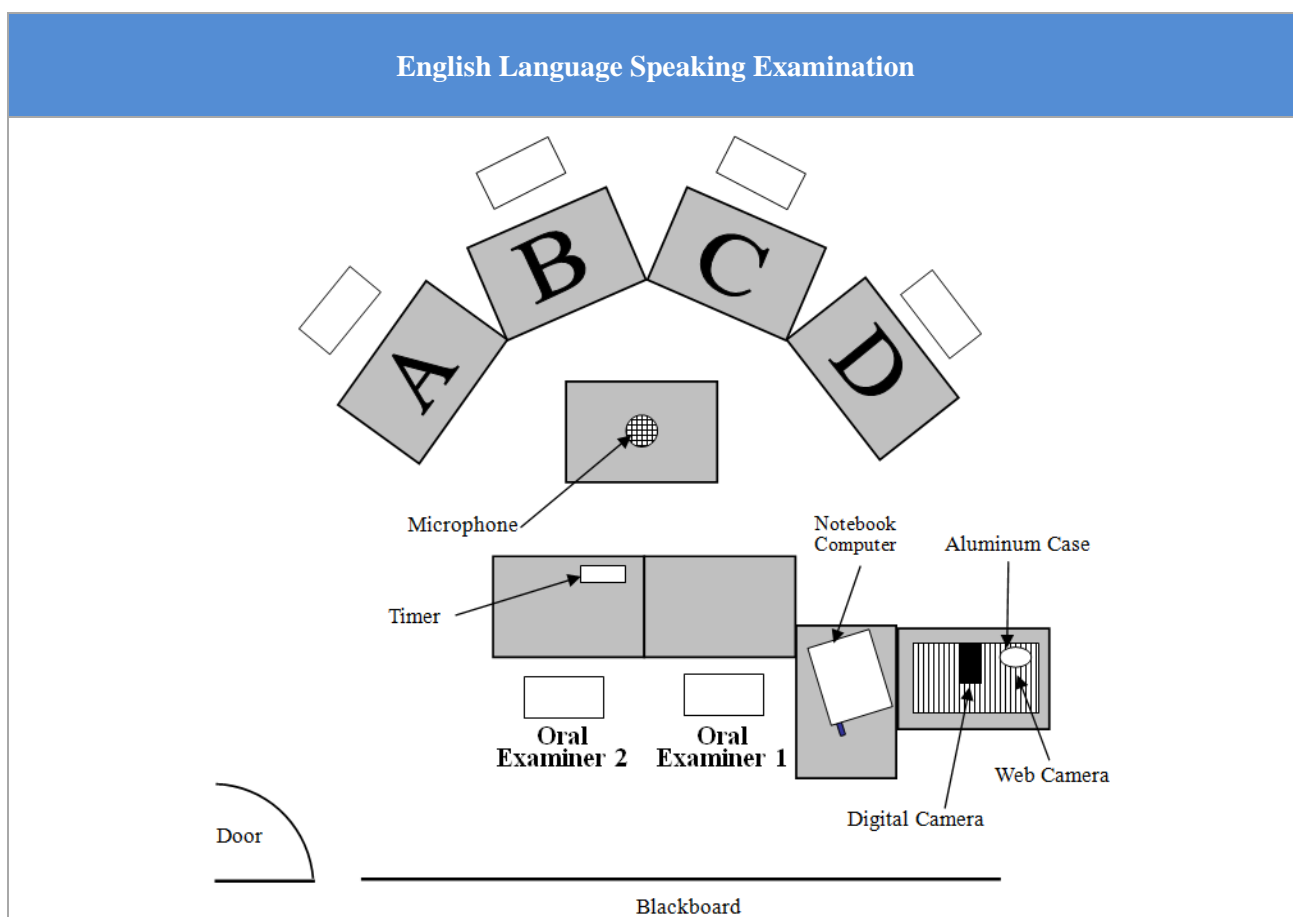 English Language Speaking Examination
B
C
A
D
Microphone
Notebook
Computer
Aluminum Case
Timer
Oral
Examiner 2
Oral
Examiner 1
Web Camera
Digital Camera
Door
Blackboard